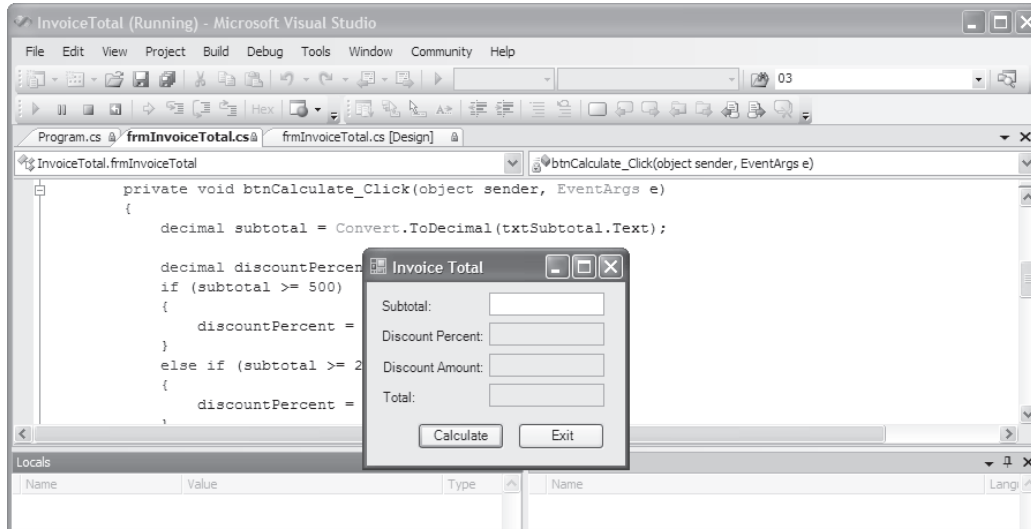 InvoiceTotal (Running) - Microsoft Visual Studio
File Edit View Project Build Debug Tools Window Community Help
03
Hex
Program.cs frmInvoiceTotal.cs frmInvoiceTotal.cs [Design]
InvoiceTotal.frmInvoiceTotal btnCalculate_Click(object sender, EventArgs e)
private void btnCalculate_Click(object sender, EventArgs e)
{
decimal subtotal = Convert.ToDecimal(txtSubtotal.Text);
decimal discountPercen
if (subtotal >= 500)
{
discountPercent =
}
else if (subtotal >= 2
{
discountPercent =
}
Invoice Total
Subtotal:
Discount Percent:
Discount Amount:
Total:
Calculate Exit
Locals
Name Value Type Name Lang